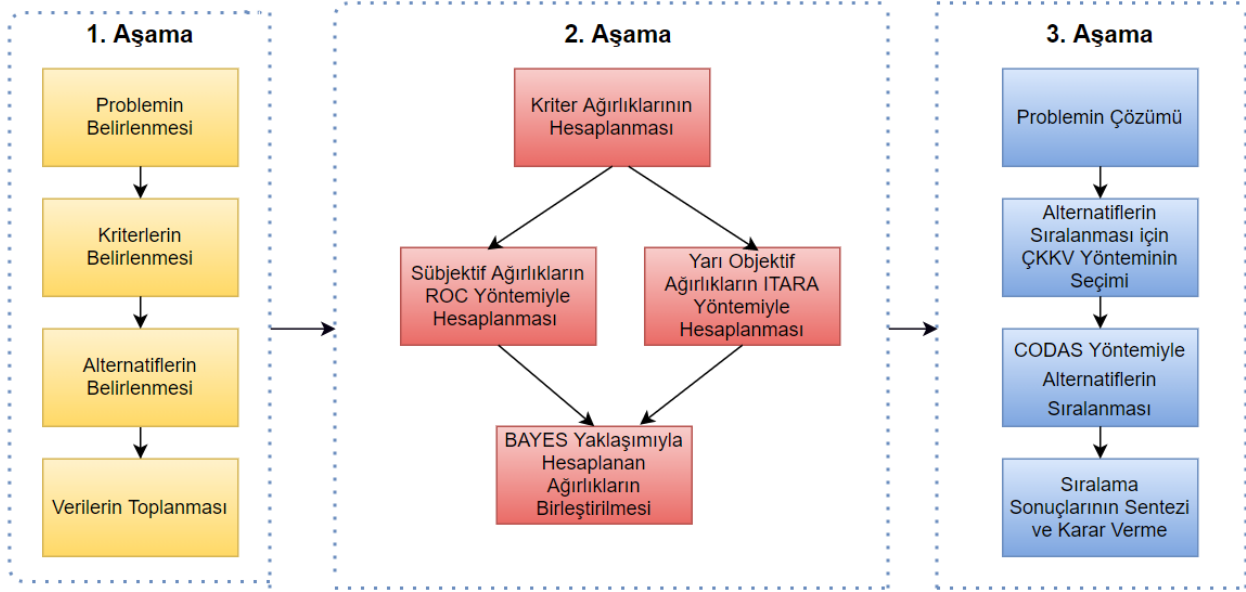 1. Aşama
Problemin
Belirlenmesi
Kriterlerin
Belirlenmesi
Alternatiflerin
Belirlenmesi
Verilerin Toplanması
2. Aşama
Kriter Ağırlıklarının
Hesaplanması
Sübjektif Ağırlıkların
ROC Yöntemiyle
Hesaplanması
Yarı Objektif
Ağırlıkların ITARA
Yöntemiyle
Hesaplanması
BAYES Yaklaşımıyla
Hesaplanan
Ağırlıkların
Birleştirilmesi
3. Aşama
Problemin Çözümü
Alternatiflerin
Sıralanması için
ÇKKV Yönteminin
Seçimi
CODAS Yöntemiyle
Alternatiflerin
Sıralanması
Sıralama
Sonuçlarının Sentezi
ve Karar Verme